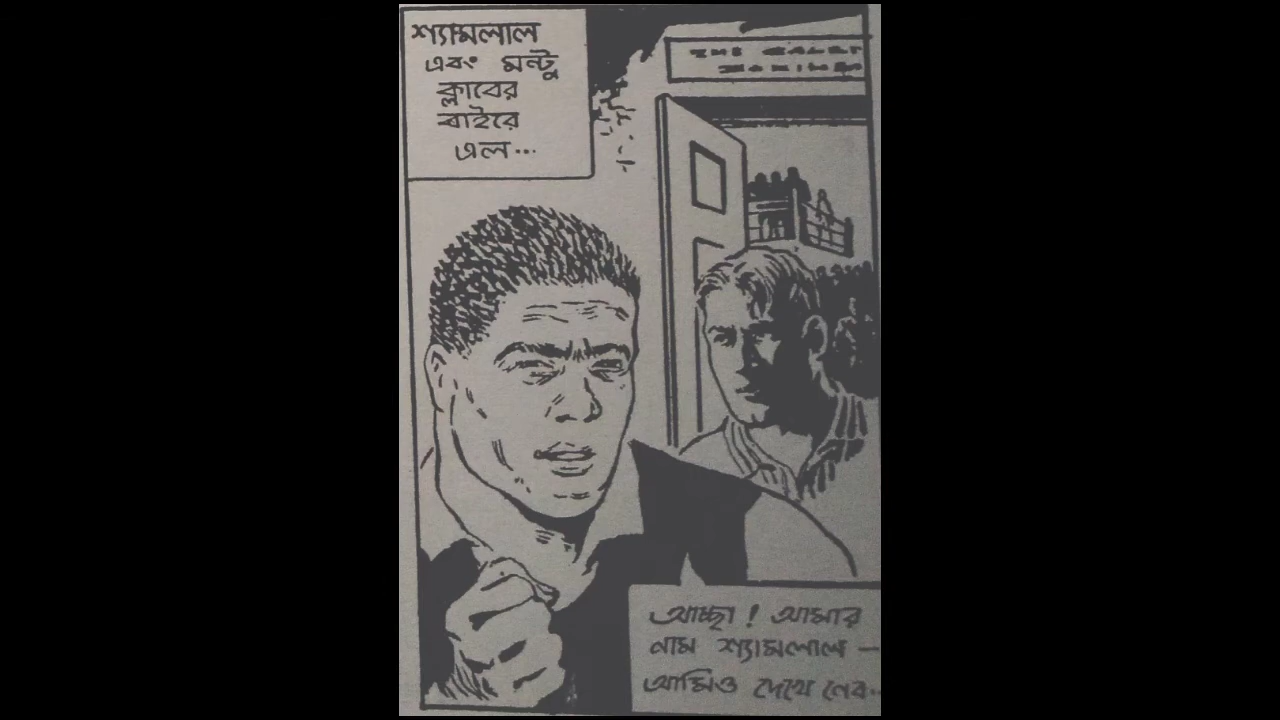 শ্যামলাল
এবং মন্টু
ক্লাবের
বাইরে
এল...
আচ্ছা! আমার
নাম শ্যামলাল —
আমিও দেখে নেব..